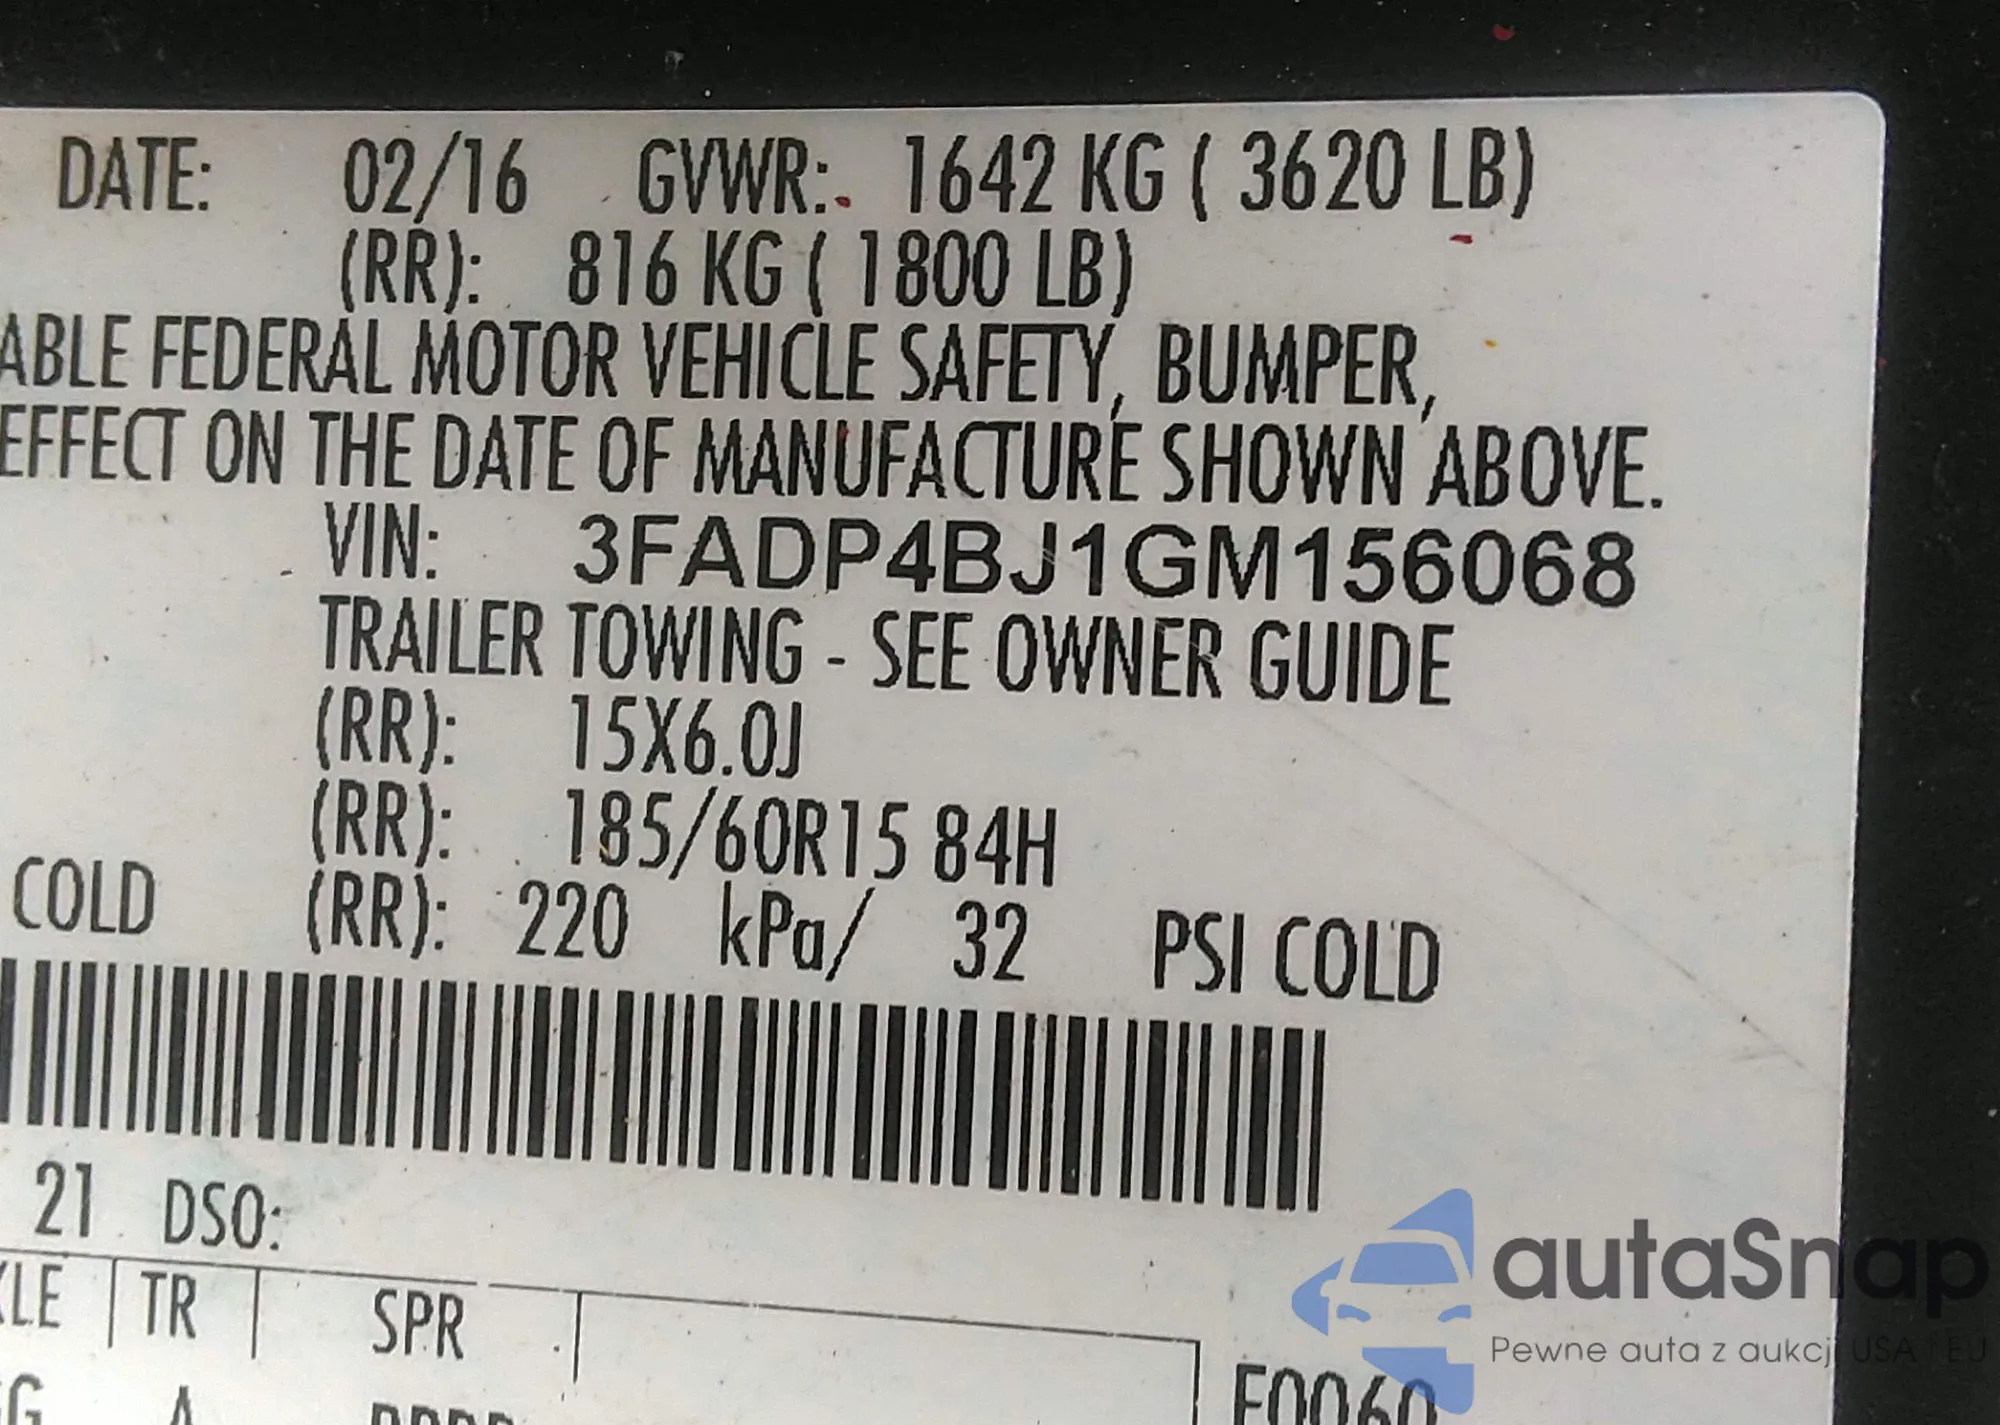 DATE: 02/16 GVWR: 1642 KG ( 3620 LB)
(RR): 816 KG ( 1800 LB)
ABLE FEDERAL MOTOR VEHICLE SAFETY, BUMPER,
EFFECT ON THE DATE OF MANUFACTURE SHOWN ABOVE.
VIN: 3FADP4BJ1GM156068
TRAILER TOWING - SEE OWNER GUIDE
(RR): 15X6.0J
(RR): 185/60R15 84H
COLD (RR): 220 kPa/ 32 PSI COLD
21 DSO:
XLE TR SPR
autaSnap
Pewne auta z aukcji USA i EU